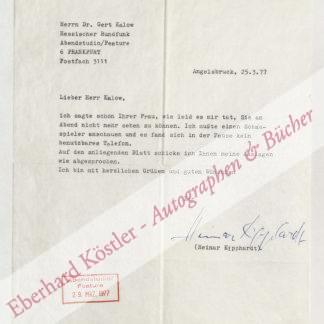 Herrn Dr. Gert Kalow
Hessischer Rundfunk
Abendstudio/Feature
6 FRANKFURT
Postfach 3111
Angelsbruck, 25.3.77
Lieber Herr Kalow,
Ich sagte schon Ihrer Frau, wie leid es mir tut, Sie am
Abend nicht mehr sehen zu können. Ich mußte einen Schau-
spieler anschauen und es fand sich in der Pause kein
benutzbares Telefon.
Auf dem anliegenden Blatt schicke ich Ihnen meine
wie abgesprochen.
Ich bin mit herzlichen Grüßen und guten
Heinar Kipphardt
(Heinar Kipphardt)
Abendstudio
Feature
29. MRZ. 1977
Eberhard Köstler - Autographen & Bücher